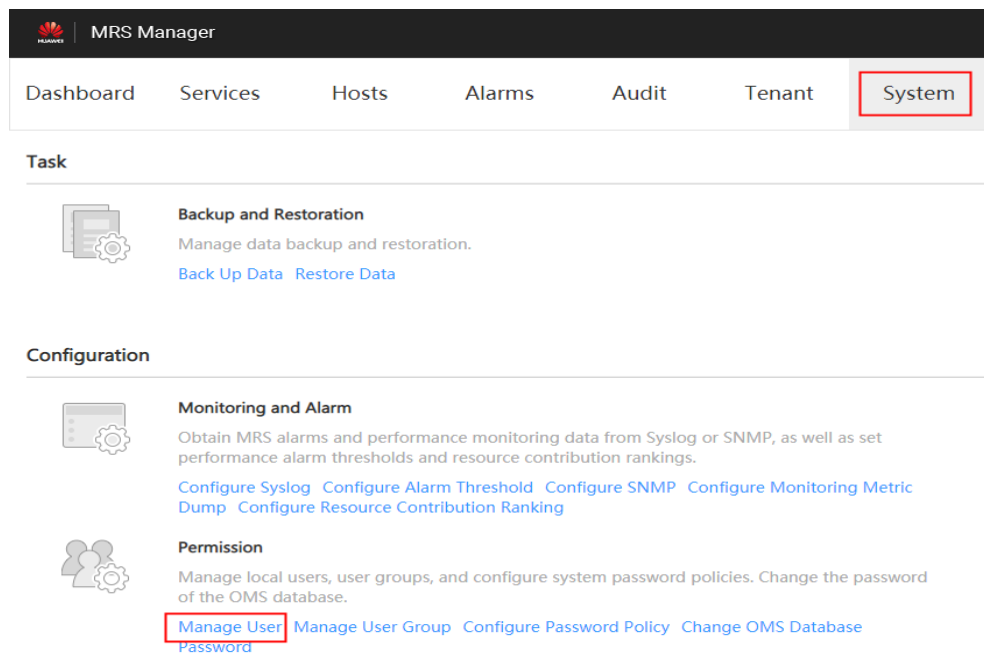 HUAWEI MRS Manager
Dashboard Services Hosts Alarms Audit Tenant System
Task
Backup and Restoration
Manage data backup and restoration.
Back Up Data Restore Data
Configuration
Monitoring and Alarm
Obtain MRS alarms and performance monitoring data from Syslog or SNMP, as well as set
performance alarm thresholds and resource contribution rankings.
Configure Syslog Configure Alarm Threshold Configure SNMP Configure Monitoring Metric
Dump Configure Resource Contribution Ranking
Permission
Manage local users, user groups, and configure system password policies. Change the password
of the OMS database.
Manage User Manage User Group Configure Password Policy Change OMS Database
Password